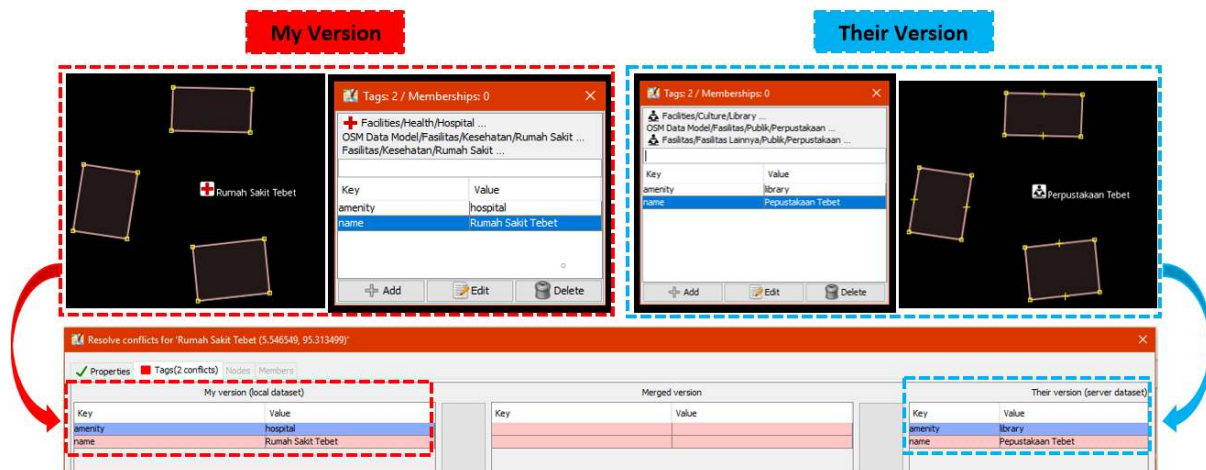 My Version
Their Version
Rumah Sakit Tebet
Tags: 2 / Memberships: 0
Facilities/Health/Hospital ...
OSM Data Model/Fasilitas/Kesehatan/Rumah Sakit ...
Fasilitas/Kesehatan/Rumah Sakit ...
Key Value
amenity hospital
name Rumah Sakit Tebet
Add Edit Delete
Tags: 2 / Memberships: 0
Facilities/Culture/Library ...
OSM Data Model/Fasilitas/Publik/Perpustakaan ...
Fasilitas/Fasilitas Lainnya/Publik/Perpustakaan ...
Key Value
amenity library
name Pepustakaan Tebet
Add Edit Delete
Perpustakaan Tebet
Resolve conflicts for 'Rumah Sakit Tebet (5.546549, 95.313499)'
Properties Tags(2 conflicts) Nodes Members
My version (local dataset) Merged version Their version (server dataset)
Key Value Key Value Key Value
amenity hospital amenity library
name Rumah Sakit Tebet name Pepustakaan Tebet